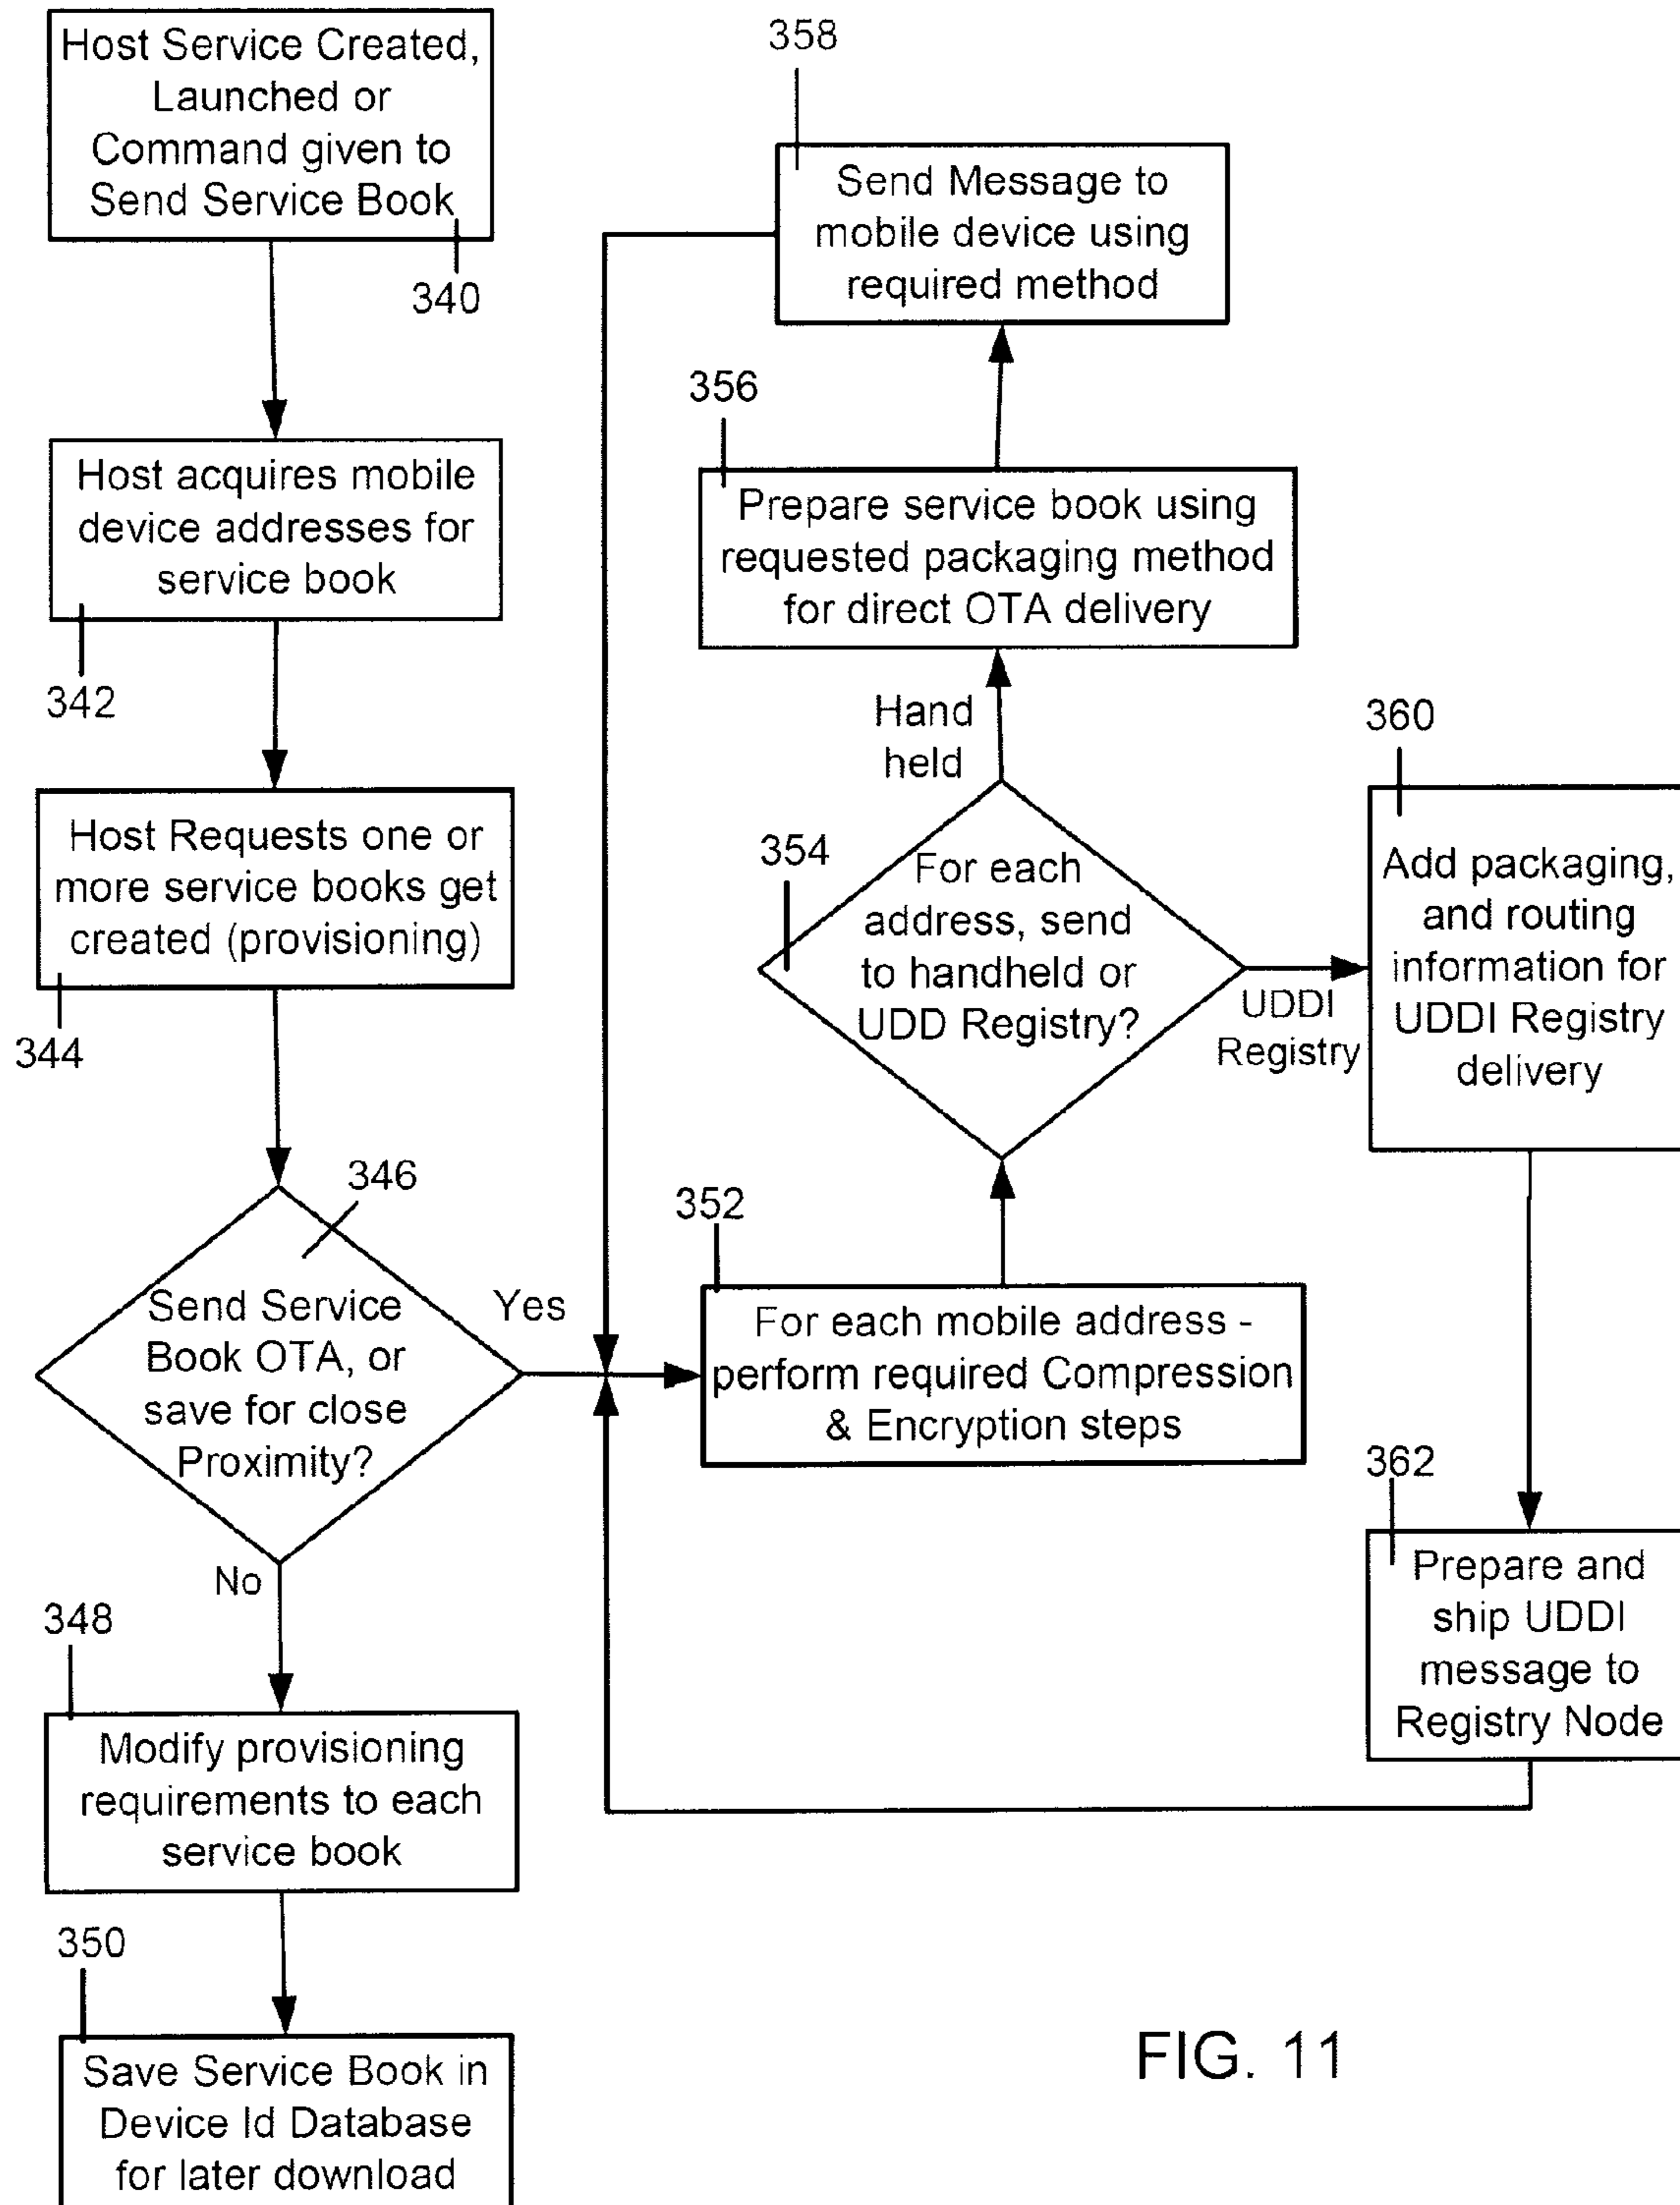 Host Service Created,
Launched or
Command given to
Send Service Book
340
Host acquires mobile
device addresses for
service book
342
Host Requests one or
more service books get
created (provisioning)
344
346
Send Service
Book OTA, or
save for close
Proximity?
Yes
No
348
Modify provisioning
requirements to each
service book
350
Save Service Book in
Device Id Database
for later download
358
Send Message to
mobile device using
required method
356
Prepare service book using
requested packaging method
for direct OTA delivery
Hand
held
354
For each
address, send
to handheld or
UDD Registry?
UDDI
Registry
352
For each mobile address -
perform required Compression
& Encryption steps
360
Add packaging,
and routing
information for
UDDI Registry
delivery
362
Prepare and
ship UDDI
message to
Registry Node
FIG. 11